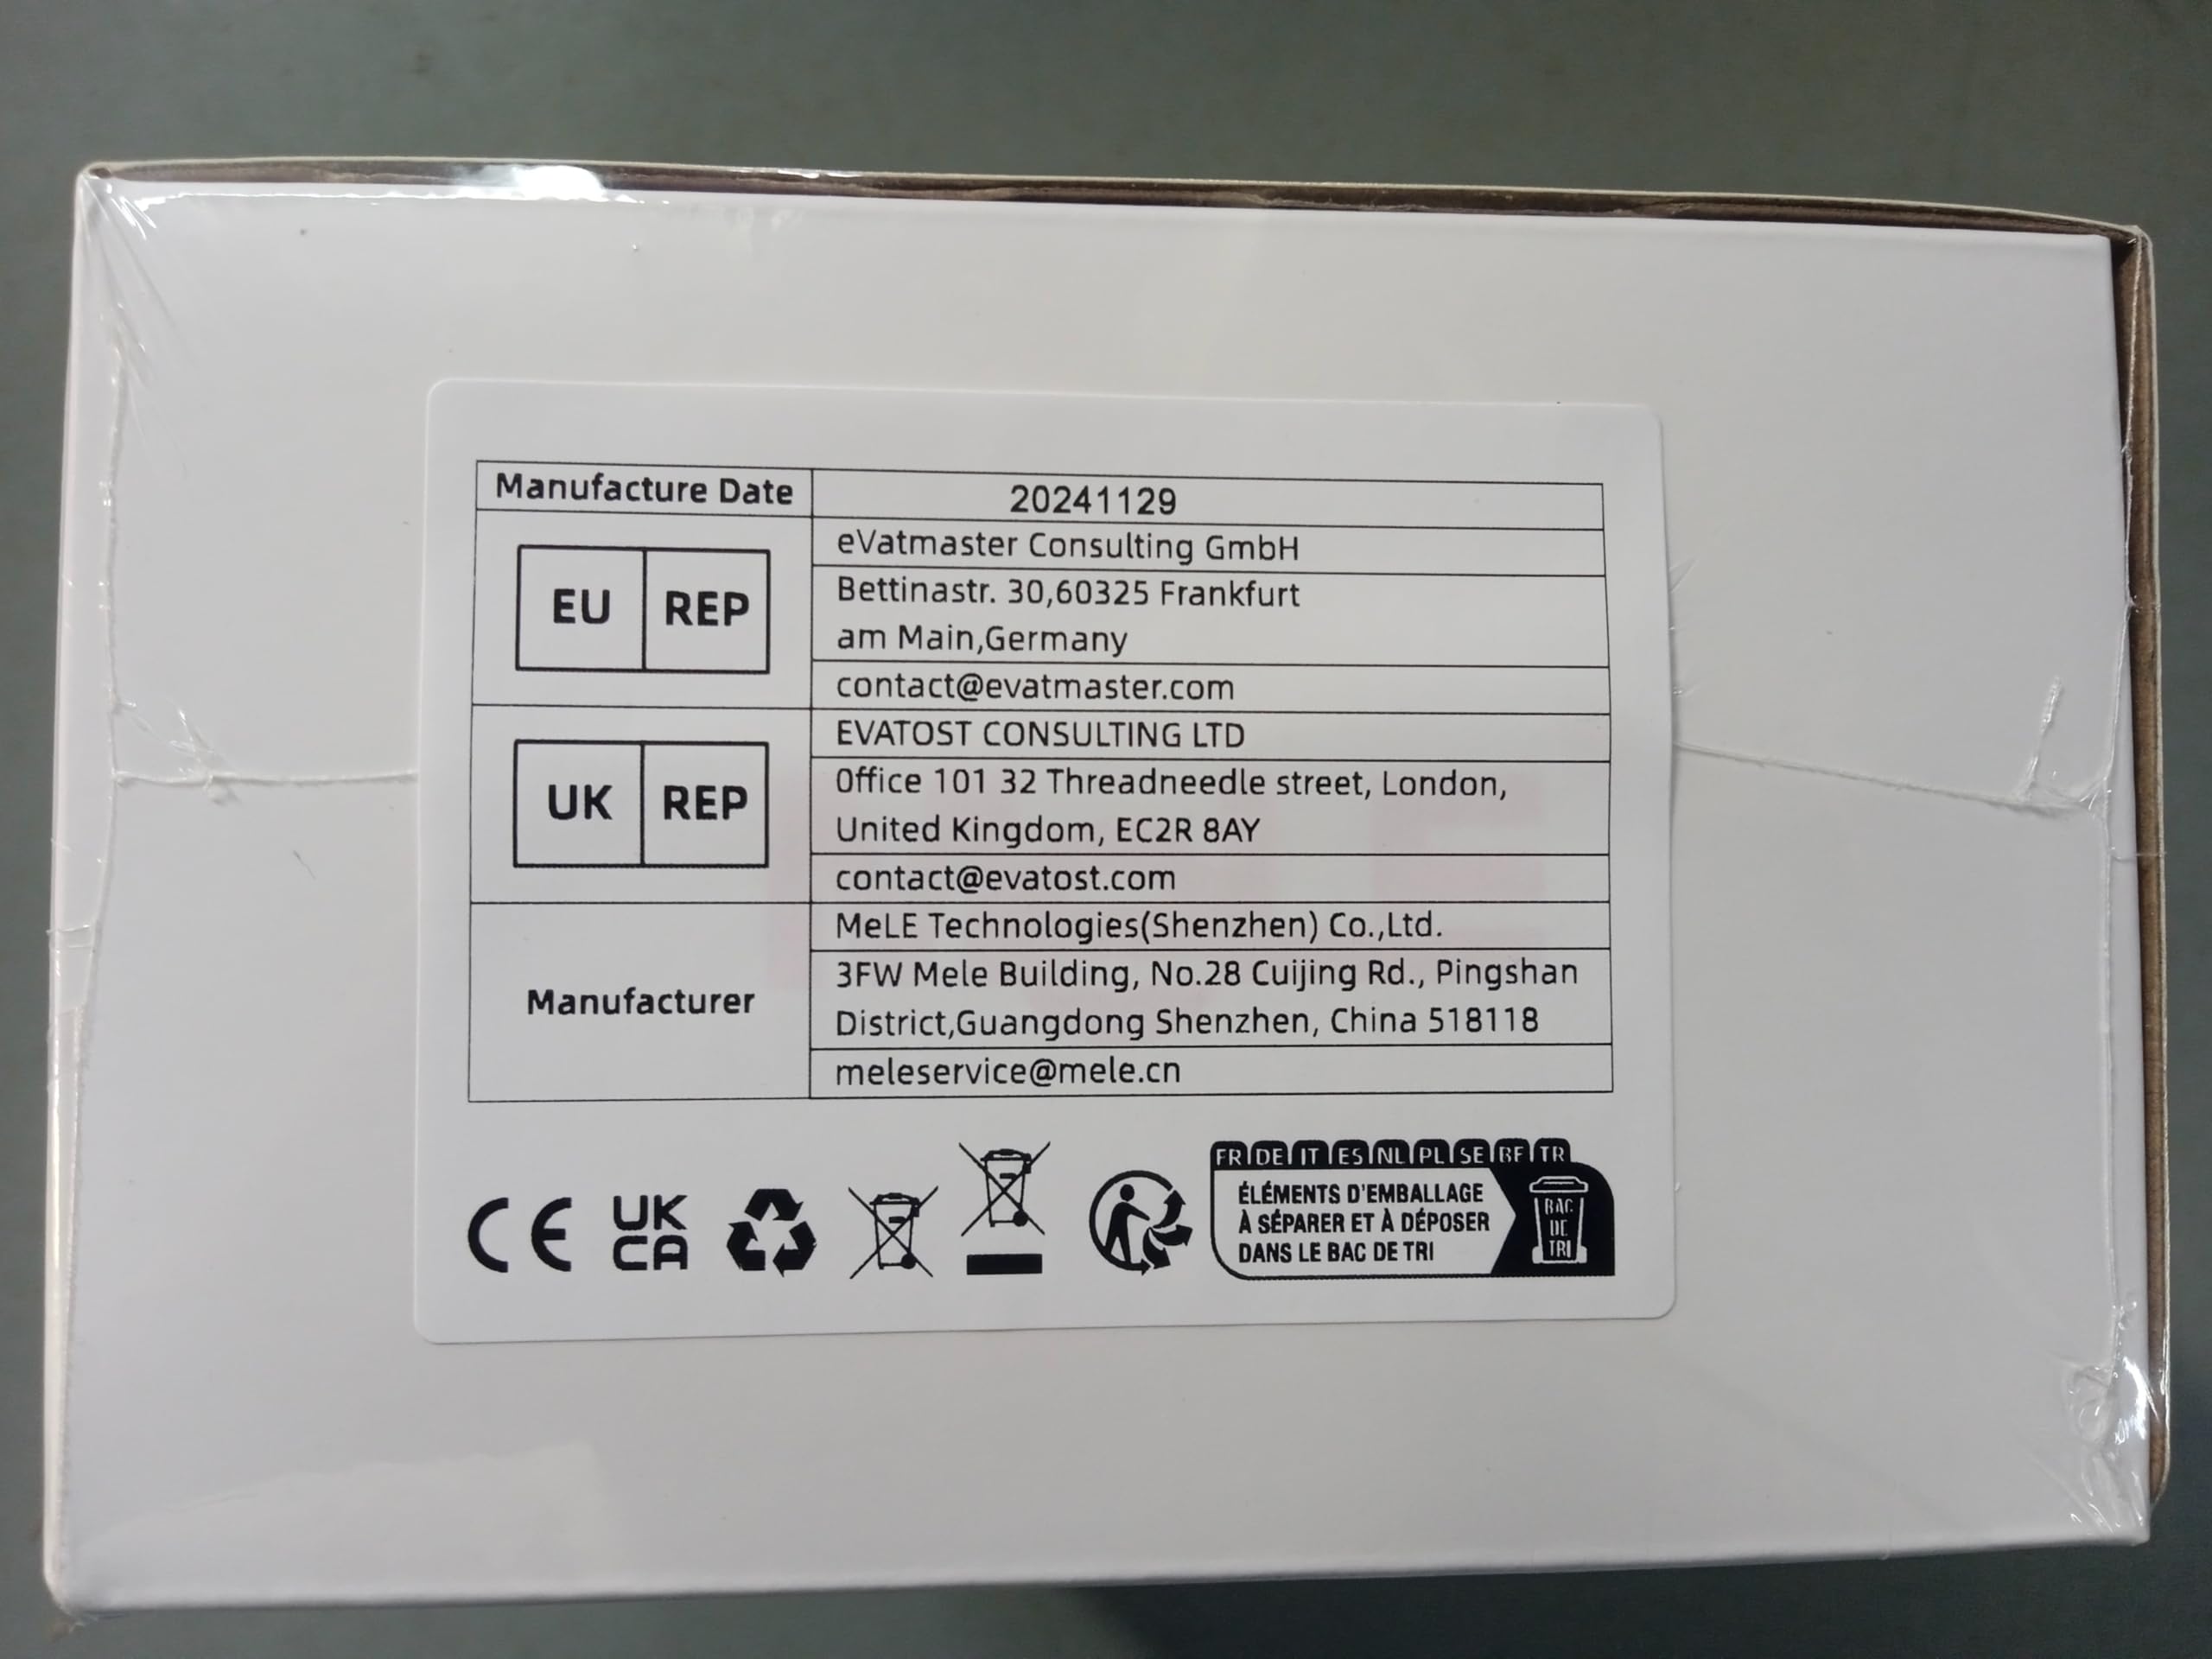 Manufacture Date 20241129
EU REP
eVatmaster Consulting GmbH
Bettinastr. 30,60325 Frankfurt
am Main,Germany
contact@evatmaster.com
UK REP
EVATOST CONSULTING LTD
Office 101 32 Threadneedle street, London,
United Kingdom, EC2R 8AY
contact@evatost.com
Manufacturer
MeLE Technologies(Shenzhen) Co.,Ltd.
3FW Mele Building, No.28 Cuijing Rd., Pingshan
District,Guangdong Shenzhen, China 518118
meleservice@mele.cn
CE
UK
CA
FR DE IT ES NL PL SE BE TR
ÉLÉMENTS D'EMBALLAGE
À SÉPARER ET À DÉPOSER
DANS LE BAC DE TRI
BAC
DE
TRI